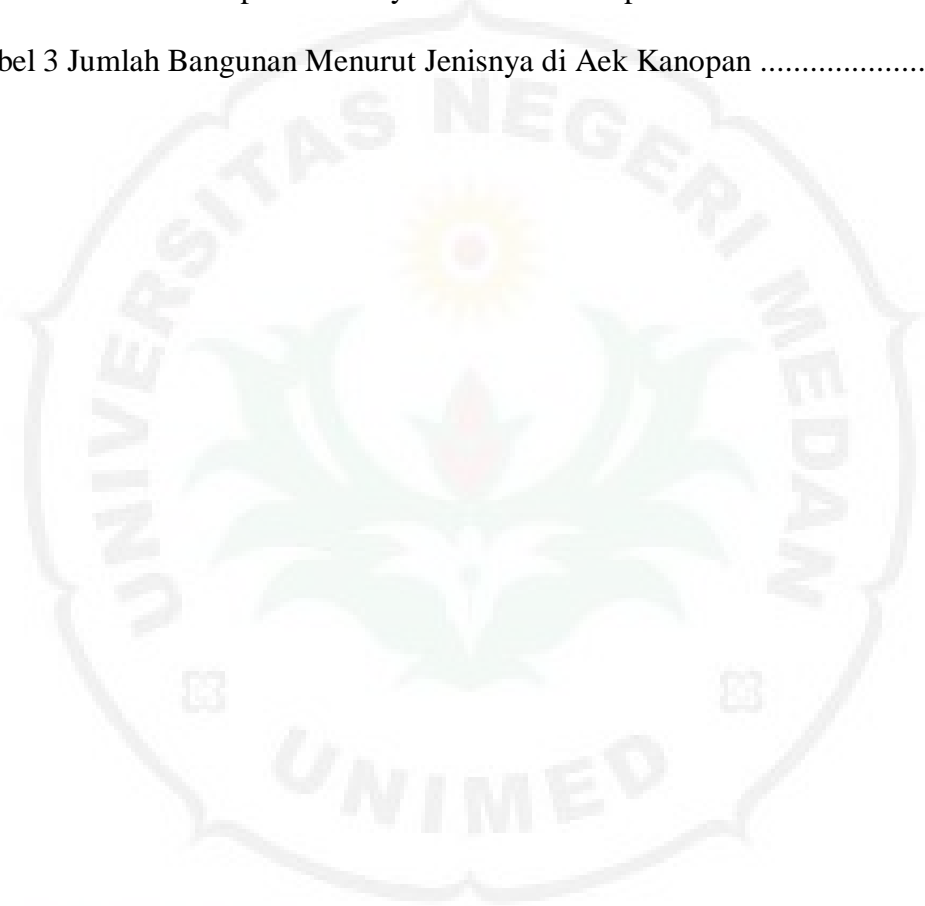 bel 3 Jumlah Bangunan Menurut Jenisnya di Aek Kanopan ....................
UNIVERSITAS NEGERI MEDAN
UNIMED